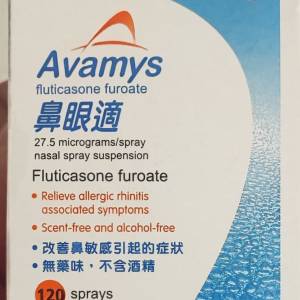 Avamys
fluticasone furoate
鼻眼適
27.5 micrograms/spray
nasal spray suspension
Fluticasone furoate
• Relieve allergic rhinitis
associated symptoms
• Scent-free and alcohol-free
• 改善鼻敏感引起的症狀
• 無藥味，不含酒精
120 sprays